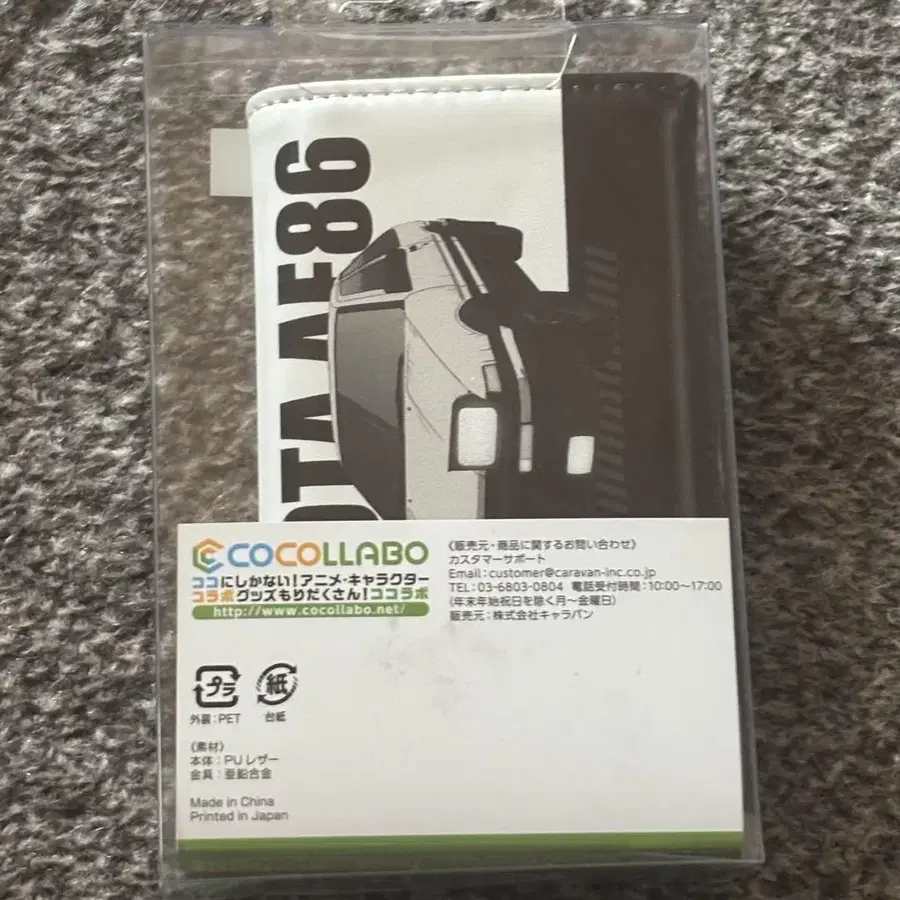 OTA AE86
COCOLLABO
ココにしかない!アニメ・キャラクター
コラボグッズもりだくさん!ココラボ
http://www.cocollabo.net/
〈販売元・商品に関するお問い合わせ〉
カスタマーサポート
Email:customer@caravan-inc.co.jp
TEL:03-6803-0804 電話受付時間:10:00〜17:00
(年末年始祝日を除く月〜金曜日)
販売元:株式会社キャラバン
プラ
紙
外装:PET
台紙
〈素材〉
本体:PUレザー
金具:亜鉛合金
Made in China
Printed in Japan